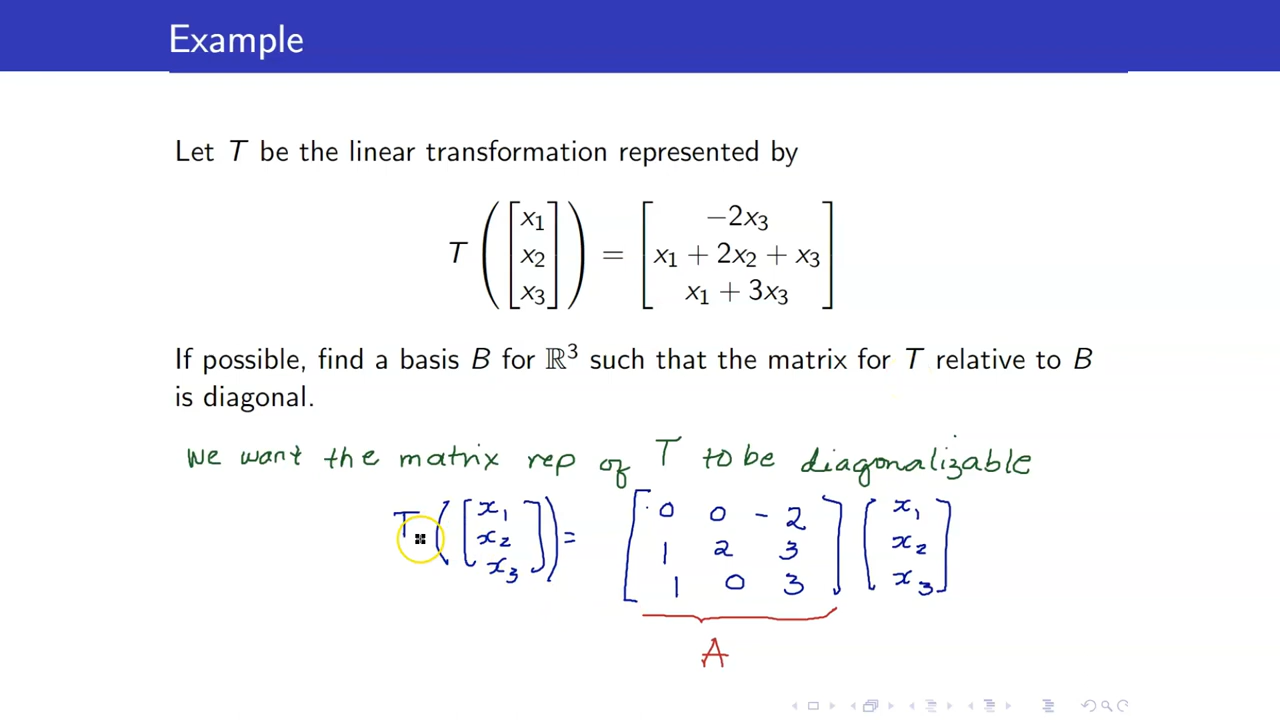 Example
Let T be the linear transformation represented by
T([x₁ x₂ x₃]) = [−2x₃
x₁ + 2x₂ + x₃
x₁ + 3x₃]
If possible, find a basis B for ℝ³ such that the matrix for T relative to B
is diagonal.
We want the matrix rep of T to be diagonalizable
T([x₁ x₂ x₃]) = [0 0 -2
1 2 3
1 0 3] [x₁ x₂ x₃]
A